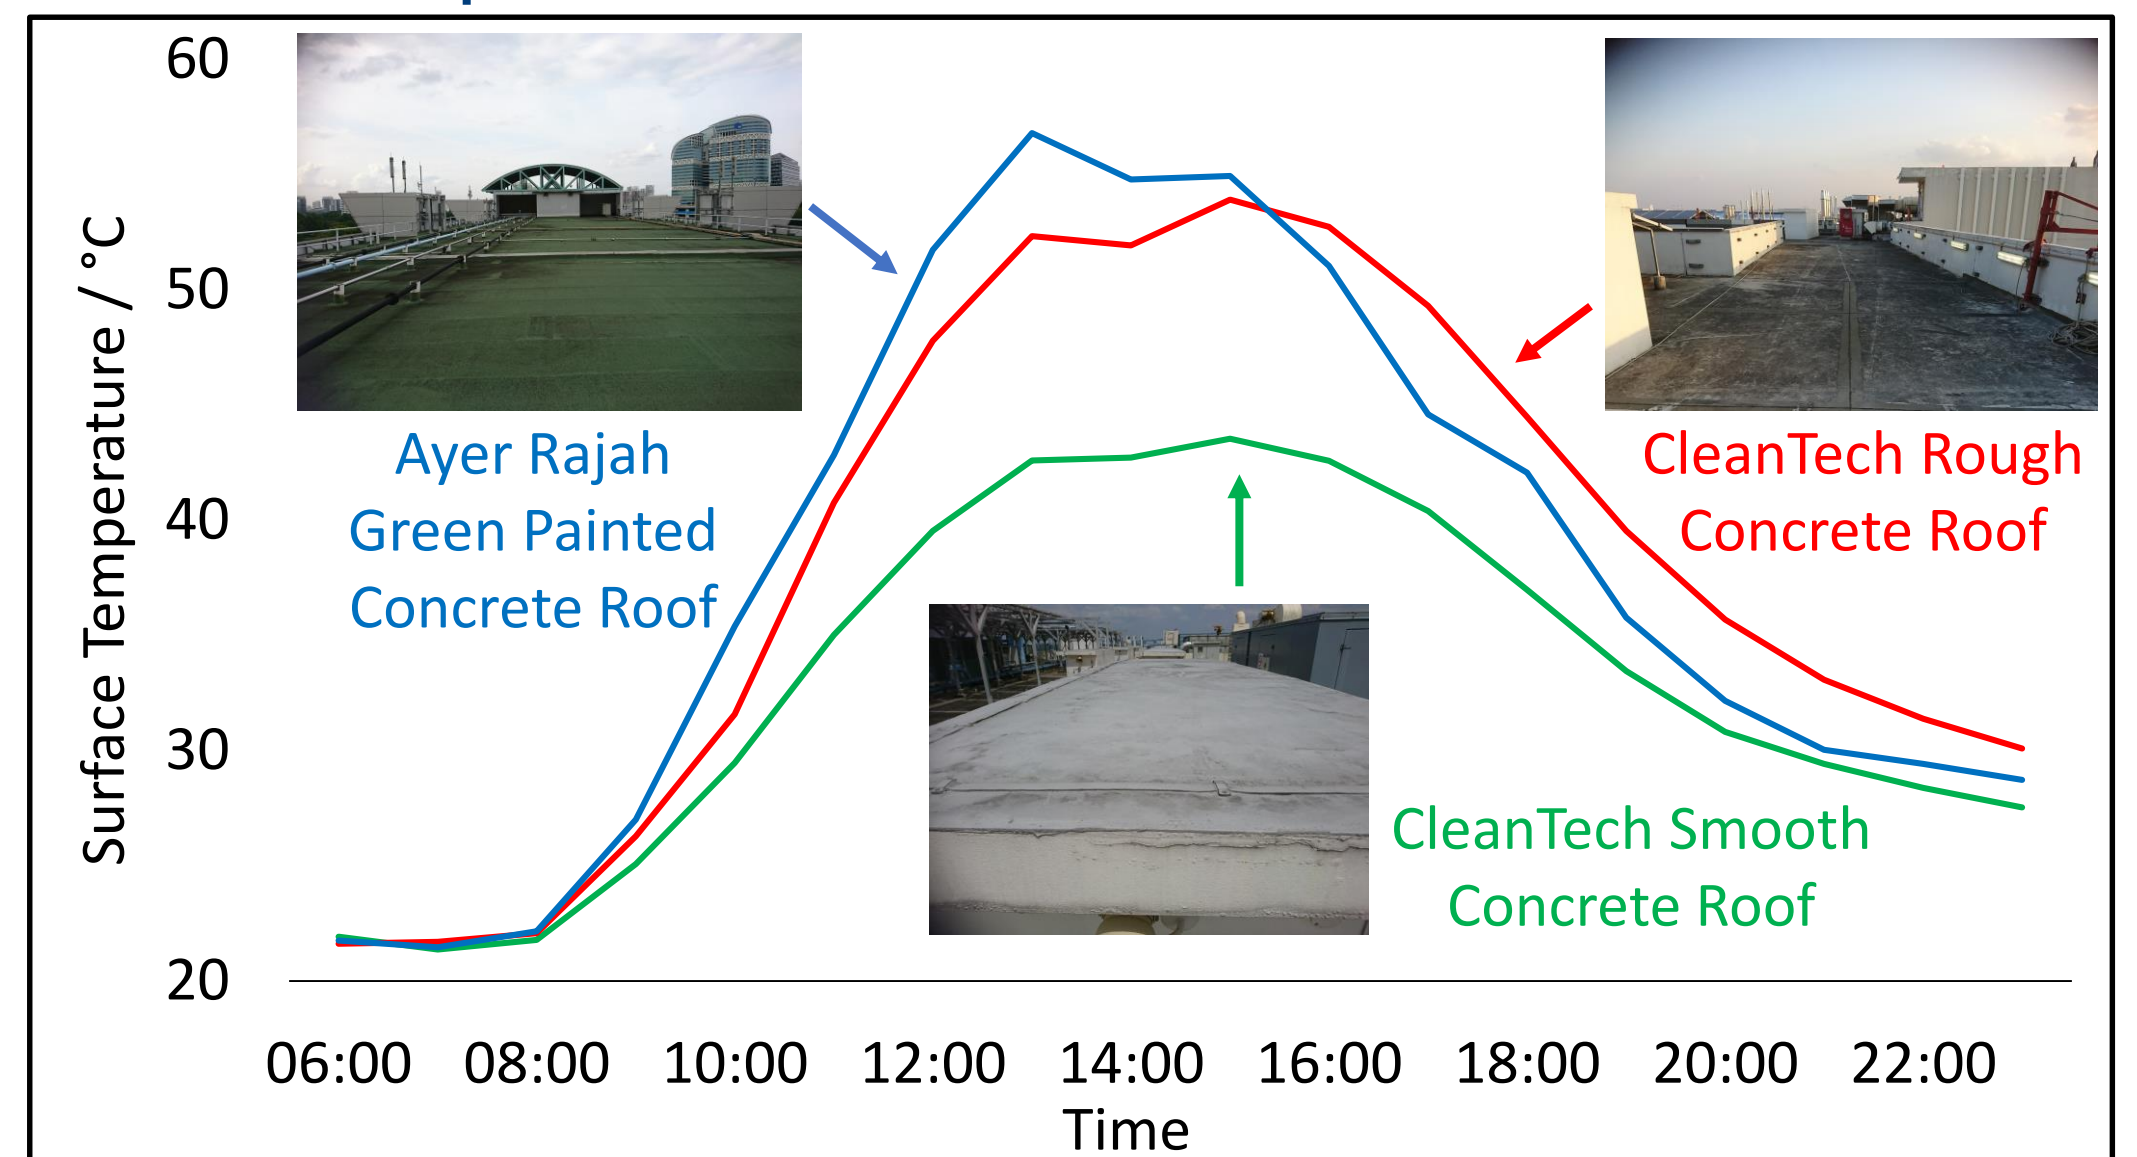 60
50
40
30
20
Surface Temperature / °C
Ayer Rajah
Green Painted
Concrete Roof
CleanTech Rough
Concrete Roof
CleanTech Smooth
Concrete Roof
06:00 08:00 10:00 12:00 14:00 16:00 18:00 20:00 22:00
Time